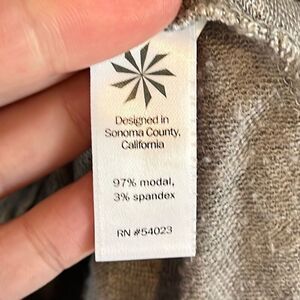 Designed in
Sonoma County,
California
97% modal,
3% spandex
RN #54023